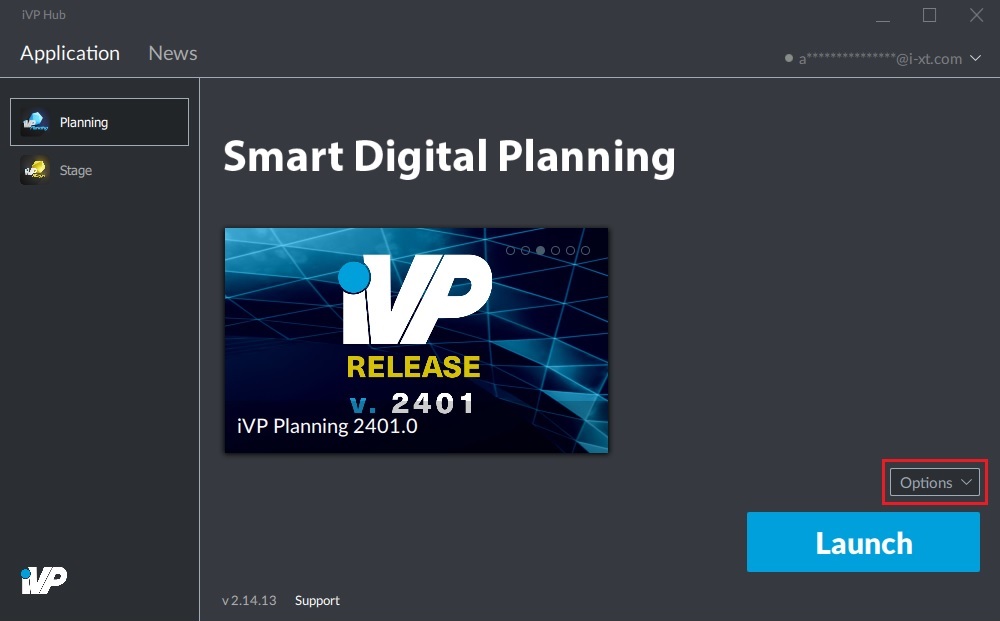 iVP Hub
Application News
a***************@i-xt.com
Planning
Stage
Smart Digital Planning
iVP
RELEASE
v. 2401
iVP Planning 2401.0
Options
Launch
iVP
v 2.14.13 Support